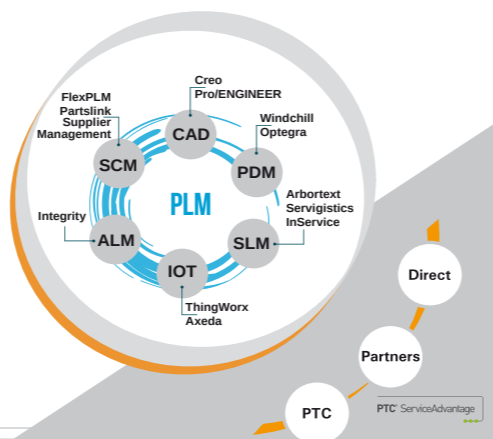 Creo
Pro/ENGINEER
FlexPLM
Partslink
Supplier
Management
Windchill
Optegra
CAD
SCM
PDM
PLM
Arbortext
Servigistics
InService
Integrity
ALM
SLM
IOT
ThingWorx
Axeda
Direct
Partners
PTC
PTC® ServiceAdvantage